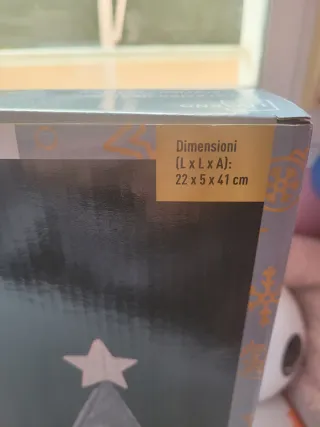 Dimensioni
(L x L x A):
22 x 5 x 41 cm